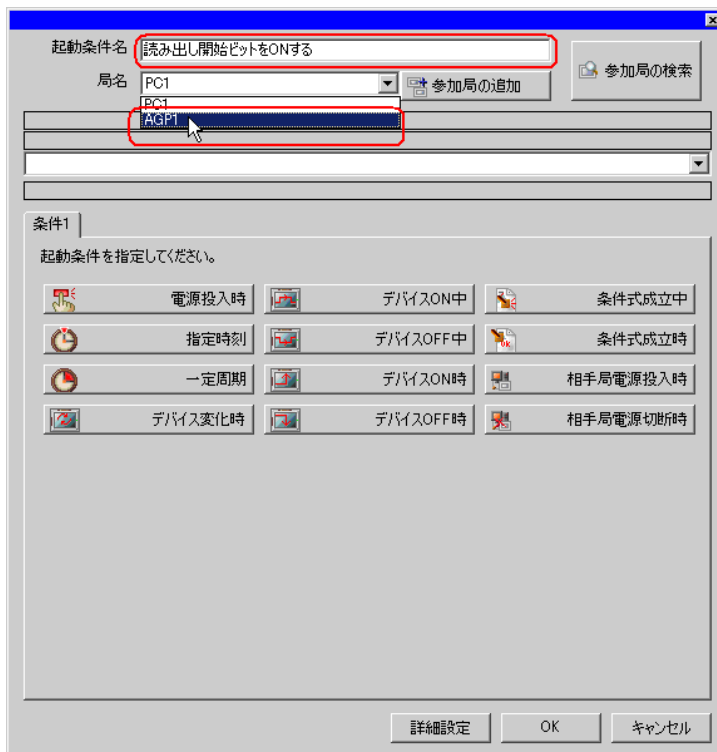 起動条件名 読み出し開始ビットをONする
参加局の検索
局名 PC1 参加局の追加
PC1
AGP1
条件1
起動条件を指定してください。
電源投入時 デバイスON中 条件式成立中
指定時刻 デバイスOFF中 条件式成立時
一定周期 デバイスON時 相手局電源投入時
デバイス変化時 デバイスOFF時 相手局電源切断時
詳細設定 OK キャンセル